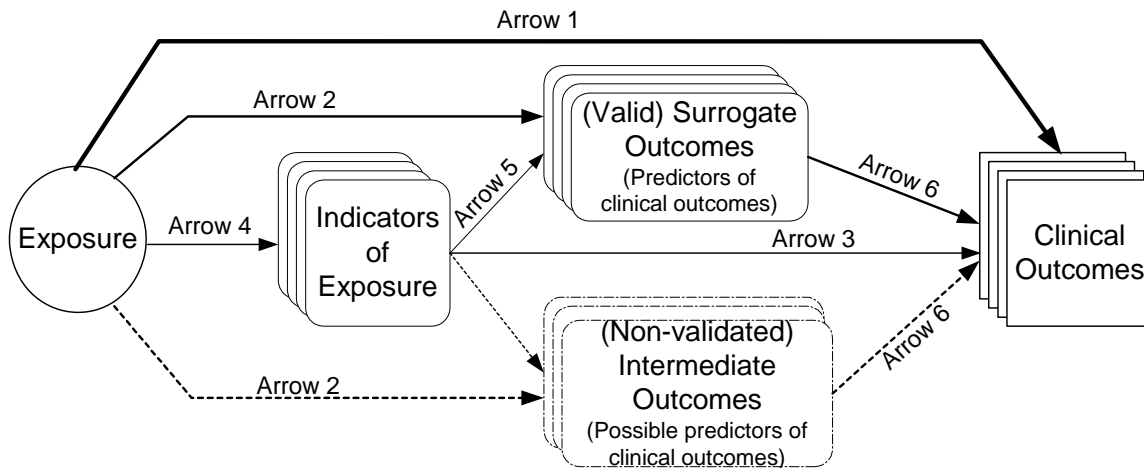 Arrow 1
Arrow 2
(Valid) Surrogate
Outcomes
(Predictors of
clinical outcomes)
Arrow 5
Arrow 6
Exposure
Arrow 4
Indicators
of
Exposure
Arrow 3
Clinical
Outcomes
(Non-validated)
Intermediate
Outcomes
(Possible predictors of
clinical outcomes)
Arrow 6
Arrow 2